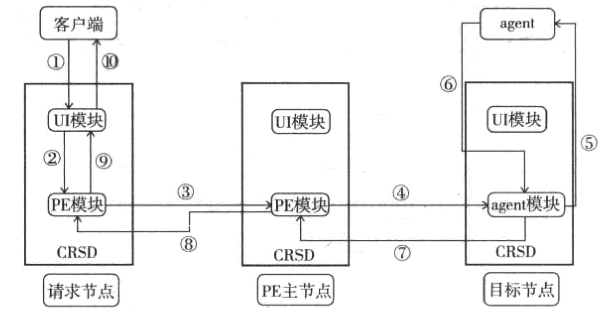 客户端
agent
①
⑩
⑥
UI模块
UI模块
UI模块
②
⑨
⑤
③
④
PE模块
PE模块
agent模块
⑧
⑦
CRSD
CRSD
CRSD
请求节点
PE主节点
目标节点